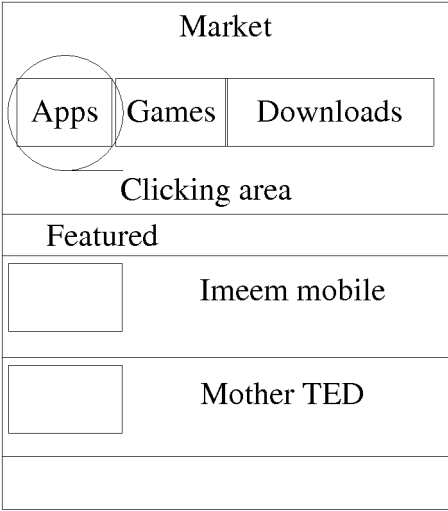 Market
Apps Games Downloads
Clicking area
Featured
Imeem mobile
Mother TED